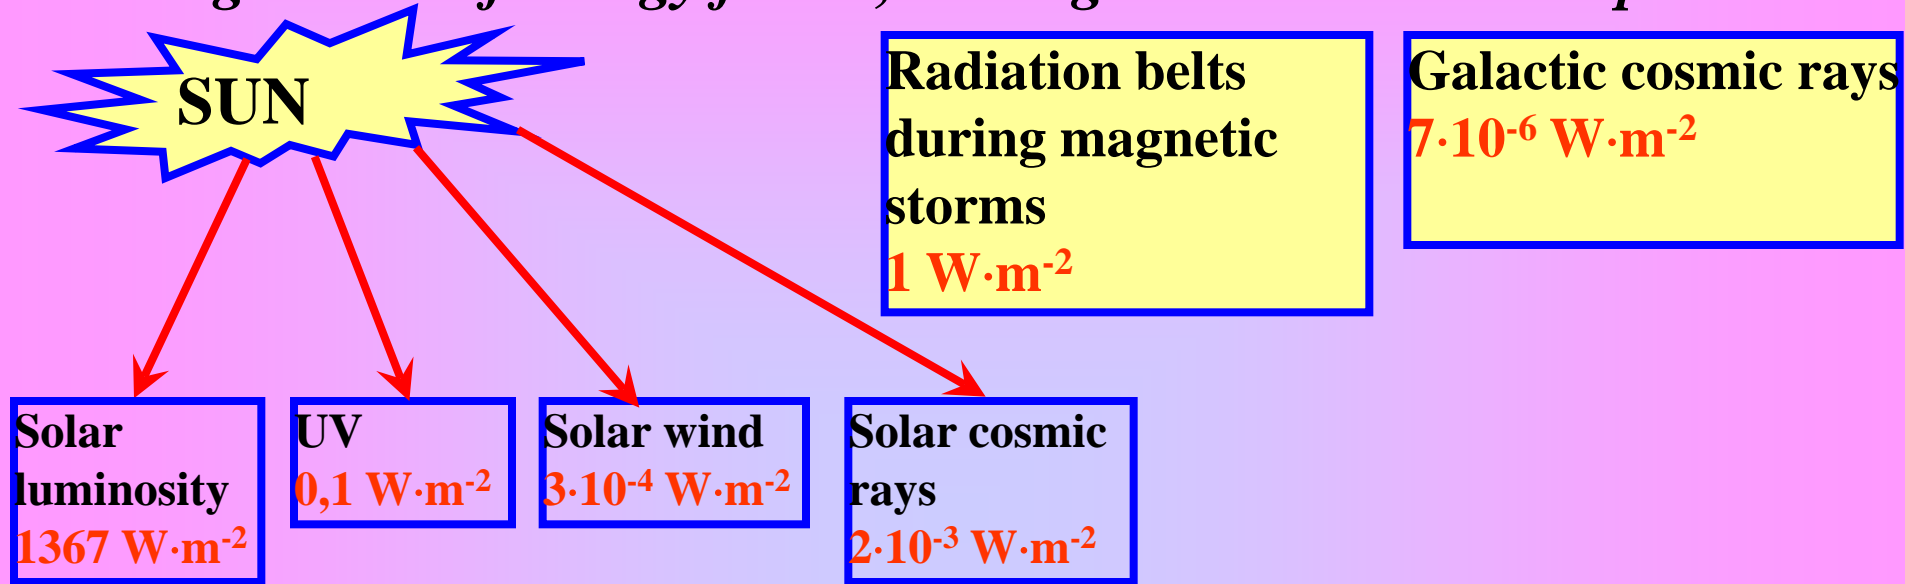 SUN
Radiation belts
during magnetic
storms
1 W·m⁻²
Galactic cosmic rays
7·10⁻⁶ W·m⁻²
Solar
luminosity
1367 W·m⁻²
UV
0,1 W·m⁻²
Solar wind
3·10⁻⁴ W·m⁻²
Solar cosmic
rays
2·10⁻³ W·m⁻²